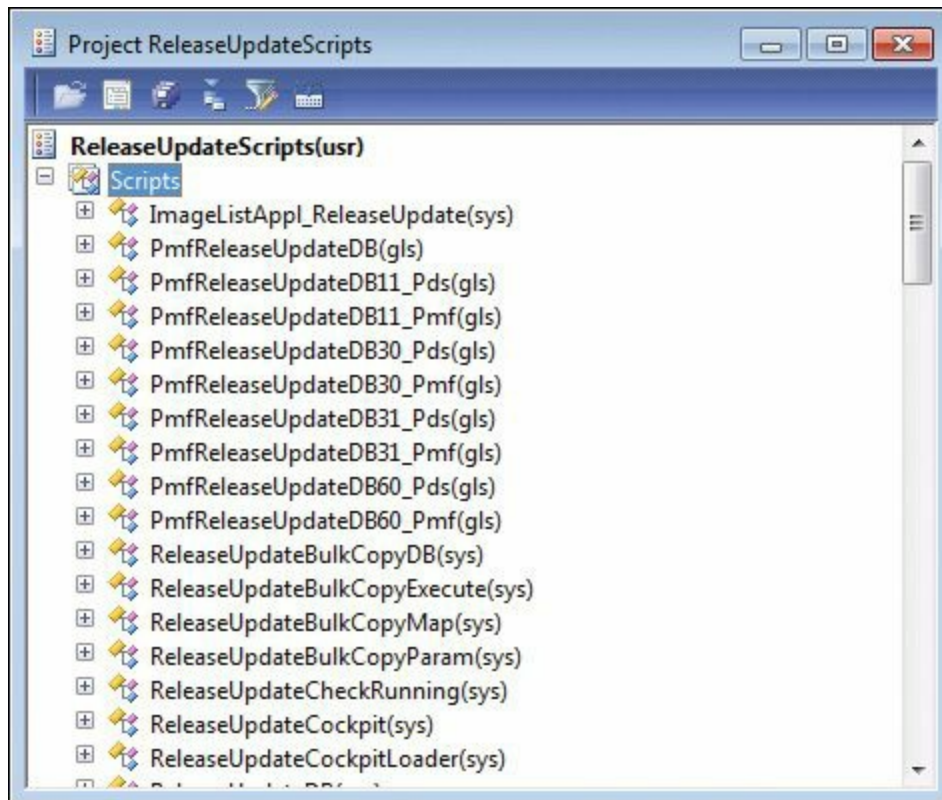 Project ReleaseUpdateScripts
ReleaseUpdateScripts(usr)
Scripts
ImageListAppl_ReleaseUpdate(sys)
PmfReleaseUpdateDB(gls)
PmfReleaseUpdateDB11_Pds(gls)
PmfReleaseUpdateDB11_Pmf(gls)
PmfReleaseUpdateDB30_Pds(gls)
PmfReleaseUpdateDB30_Pmf(gls)
PmfReleaseUpdateDB31_Pds(gls)
PmfReleaseUpdateDB31_Pmf(gls)
PmfReleaseUpdateDB60_Pds(gls)
PmfReleaseUpdateDB60_Pmf(gls)
ReleaseUpdateBulkCopyDB(sys)
ReleaseUpdateBulkCopyExecute(sys)
ReleaseUpdateBulkCopyMap(sys)
ReleaseUpdateBulkCopyParam(sys)
ReleaseUpdateCheckRunning(sys)
ReleaseUpdateCockpit(sys)
ReleaseUpdateCockpitLoader(sys)